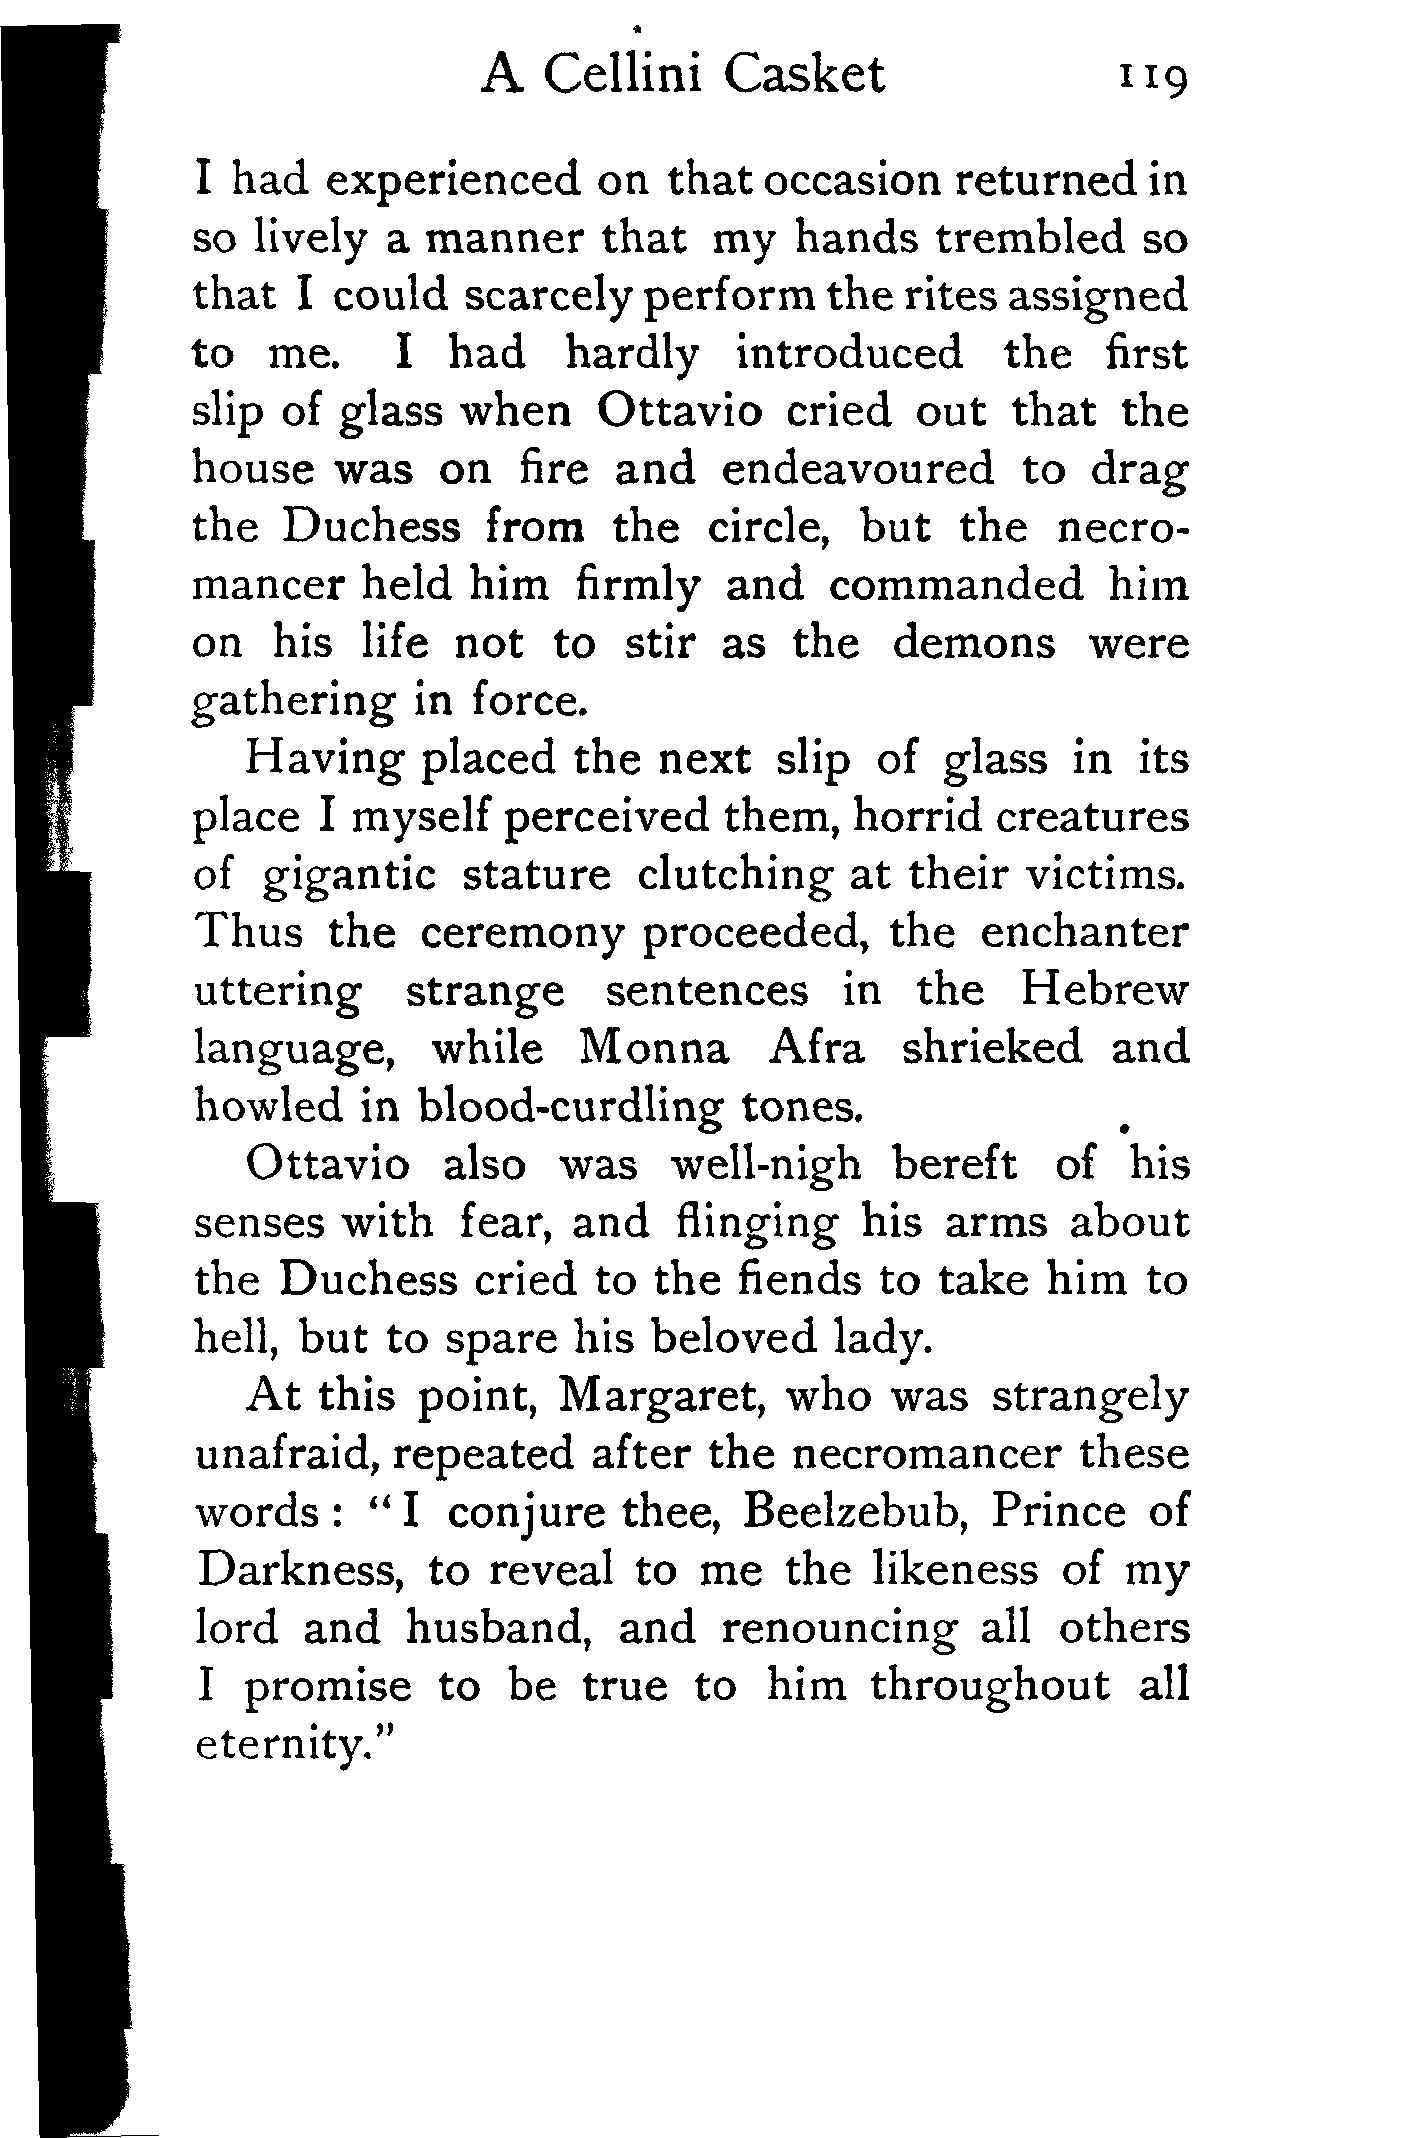 A Cellini Casket 119
I had experienced on that occasion returned in
so lively a manner that my hands trembled so
that I could scarcely perform the rites assigned
to me. I had hardly introduced the first
slip of glass when Ottavio cried out that the
house was on fire and endeavoured to drag
the Duchess from the circle, but the necro-
mancer held him firmly and commanded him
on his life not to stir as the demons were
gathering in force.
Having placed the next slip of glass in its
place I myself perceived them, horrid creatures
of gigantic stature clutching at their victims.
Thus the ceremony proceeded, the enchanter
uttering strange sentences in the Hebrew
language, while Monna Afra shrieked and
howled in blood-curdling tones.
Ottavio also was well-nigh bereft of his
senses with fear, and flinging his arms about
the Duchess cried to the fiends to take him to
hell, but to spare his beloved lady.
At this point, Margaret, who was strangely
unafraid, repeated after the necromancer these
words : “ I conjure thee, Beelzebub, Prince of
Darkness, to reveal to me the likeness of my
lord and husband, and renouncing all others
I promise to be true to him throughout all
eternity.”